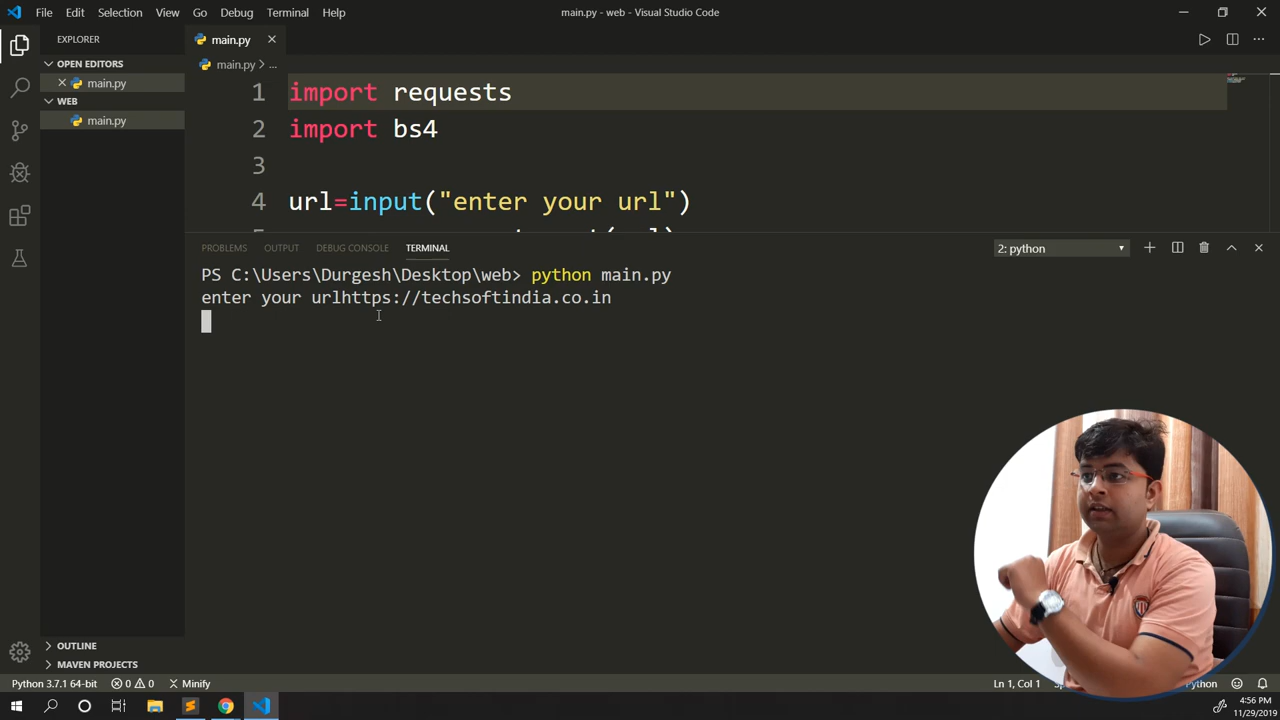 File Edit Selection View Go Debug Terminal Help
main.py - web - Visual Studio Code
EXPLORER
OPEN EDITORS
main.py
WEB
main.py
main.py
main.py > ...
1 import requests
2 import bs4
3
4 url=input("enter your url")
PROBLEMS OUTPUT DEBUG CONSOLE TERMINAL
2: python
PS C:\Users\Durgesh\Desktop\web> python main.py
enter your urlhttps://techsoftindia.co.in
OUTLINE
MAVEN PROJECTS
Python 3.7.1 64-bit 0 0 Minify
Ln 1, Col 1
Python
4:56 PM
11/29/2019